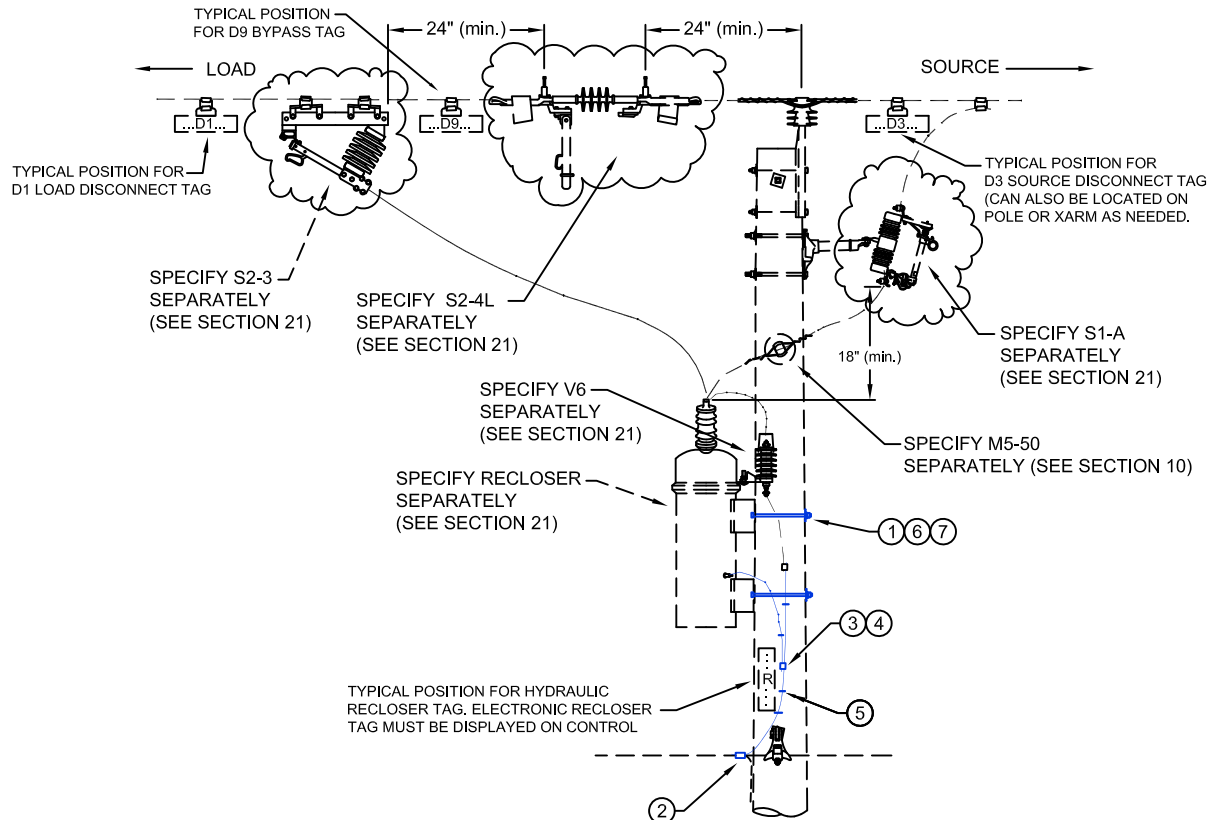 TYPICAL POSITION
FOR D9 BYPASS TAG
24" (min.)
24" (min.)
LOAD
SOURCE
...D1...
...D9...
...D3...
TYPICAL POSITION FOR
D1 LOAD DISCONNECT TAG
TYPICAL POSITION FOR
D3 SOURCE DISCONNECT TAG
(CAN ALSO BE LOCATED ON
POLE OR XARM AS NEEDED.
SPECIFY S2-3
SEPARATELY
(SEE SECTION 21)
SPECIFY S2-4L
SEPARATELY
(SEE SECTION 21)
SPECIFY S1-A
SEPARATELY
(SEE SECTION 21)
18" (min.)
SPECIFY V6
SEPARATELY
(SEE SECTION 21)
SPECIFY M5-50
SEPARATELY (SEE SECTION 10)
SPECIFY RECLOSER
SEPARATELY
(SEE SECTION 21)
1 6 7
3 4
...R...
TYPICAL POSITION FOR HYDRAULIC
RECLOSER TAG. ELECTRONIC RECLOSER
TAG MUST BE DISPLAYED ON CONTROL
5
2